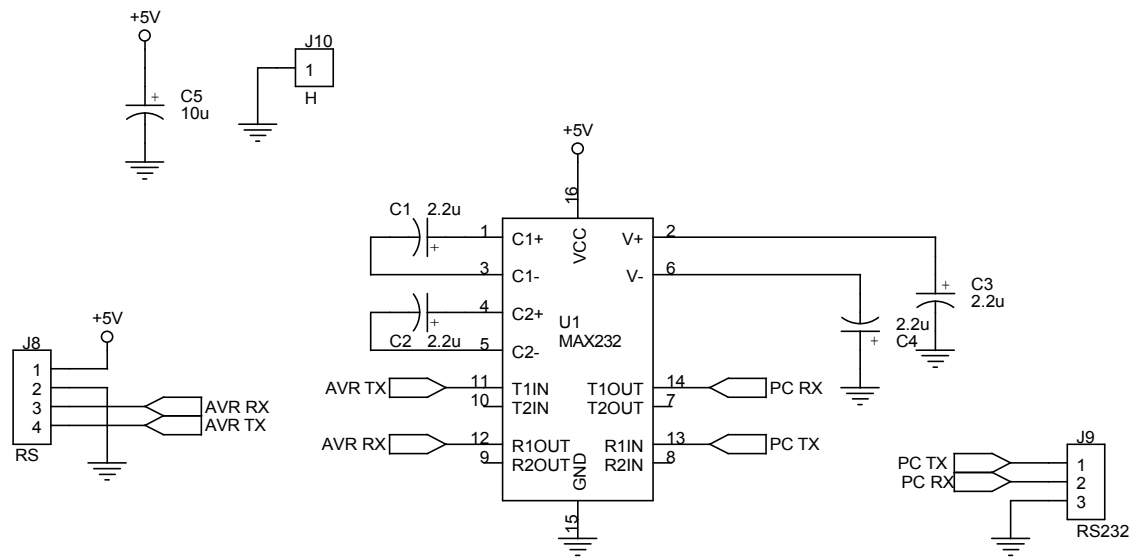 +5V
J10
1
H
C5
10u
+5V
16
C1 2.2u
1 C1+ VCC V+ 2
3 C1- V- 6
4 C2+
C3
2.2u
U1
MAX232
2.2u
C4
C2 2.2u
5 C2-
+5V
J8
1
2
3 AVR RX
4 AVR TX
RS
AVR TX 11 T1IN T1OUT 14 PC RX
10 T2IN T2OUT 7
AVR RX 12 R1OUT R1IN 13 PC TX
9 R2OUT GND R2IN 8
15
J9
PC TX 1
PC RX 2
3
RS232